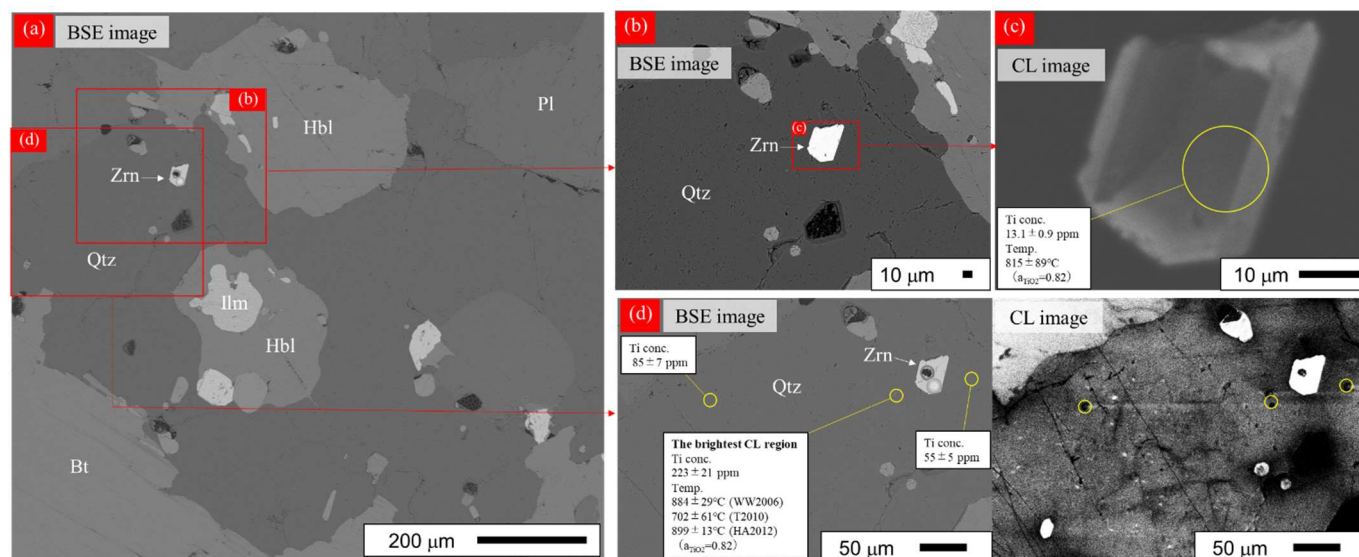 (a)
BSE image
(b)
(d)
Hbl
Pl
Zrn
Qtz
Ilm
Hbl
Bt
200 μm
(b)
BSE image
(c)
Zrn
Qtz
10 μm
(c)
CL image
Ti conc.
13.1±0.9 ppm
Temp.
815±89℃
(aTiO2=0.82)
10 μm
(d)
BSE image
Ti conc.
85±7 ppm
Zrn
Qtz
The brightest CL region
Ti conc.
223±21 ppm
Temp.
884±29℃ (WW2006)
702±61℃ (T2010)
899±13℃ (HA2012)
(aTiO2=0.82)
Ti conc.
55±5 ppm
50 μm
CL image
50 μm